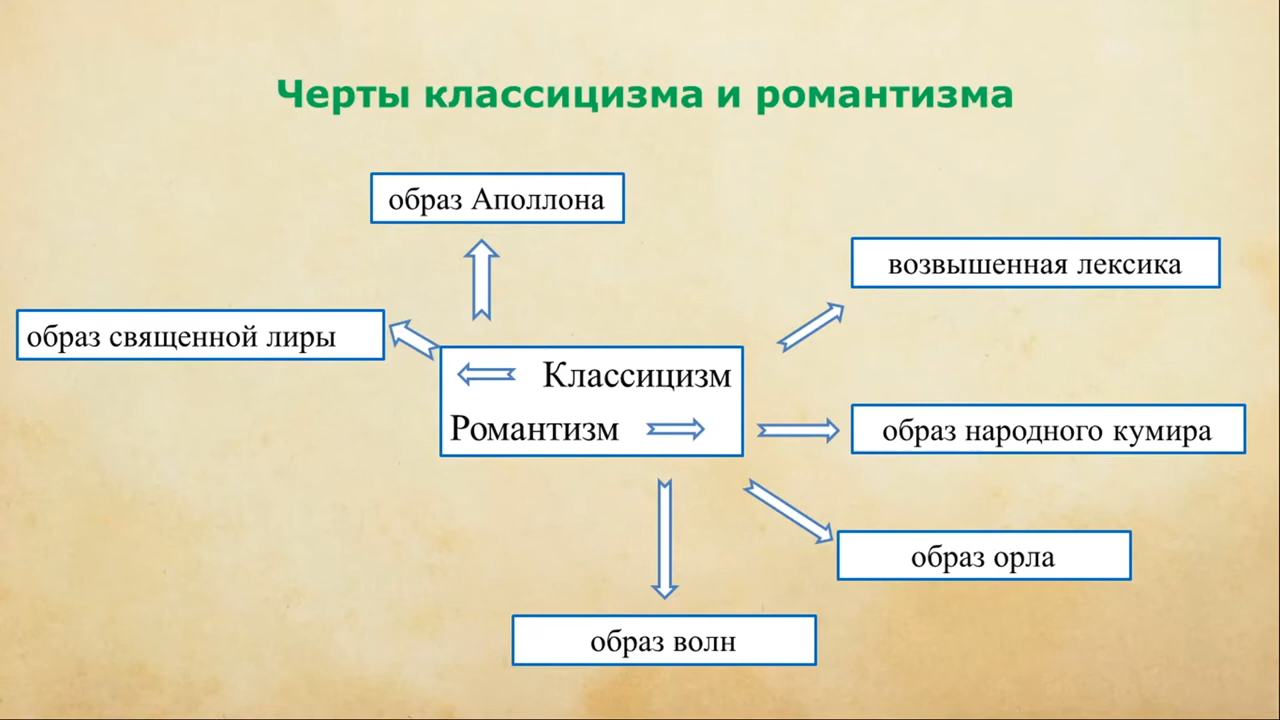 Черты классицизма и романтизма
образ Аполлона
возвышенная лексика
образ священной лиры
Классицизм
Романтизм
образ народного кумира
образ орла
образ волн